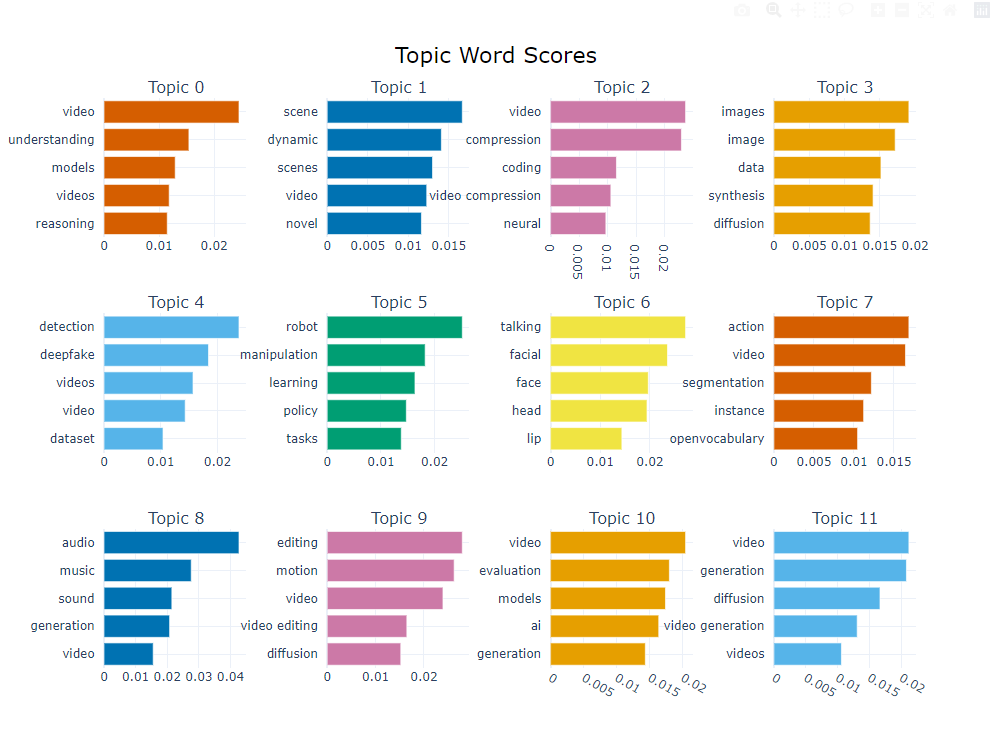 Topic Word Scores
Topic 0
video
understanding
models
videos
reasoning
0 0.01 0.02
Topic 1
scene
dynamic
scenes
video
novel
0 0.005 0.01 0.015
Topic 2
video
compression
coding
video compression
neural
0 0.005 0.01 0.015 0.02
Topic 3
images
image
data
synthesis
diffusion
0 0.005 0.01 0.015 0.02
Topic 4
detection
deepfake
videos
video
dataset
0 0.01 0.02
Topic 5
robot
manipulation
learning
policy
tasks
0 0.01 0.02
Topic 6
talking
facial
face
head
lip
0 0.01 0.02
Topic 7
action
video
segmentation
instance
openvocabulary
0 0.005 0.01 0.015
Topic 8
audio
music
sound
generation
video
0 0.01 0.02 0.03 0.04
Topic 9
editing
motion
video
video editing
diffusion
0 0.01 0.02
Topic 10
video
evaluation
models
ai
generation
0 0.005 0.01 0.015 0.02
Topic 11
video
generation
diffusion
video generation
videos
0 0.005 0.01 0.015 0.02